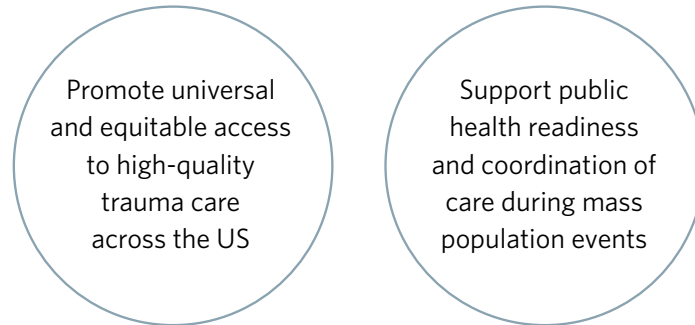 Promote universal
and equitable access
to high-quality
trauma care
across the US
Support public
health readiness
and coordination of
care during mass
population events